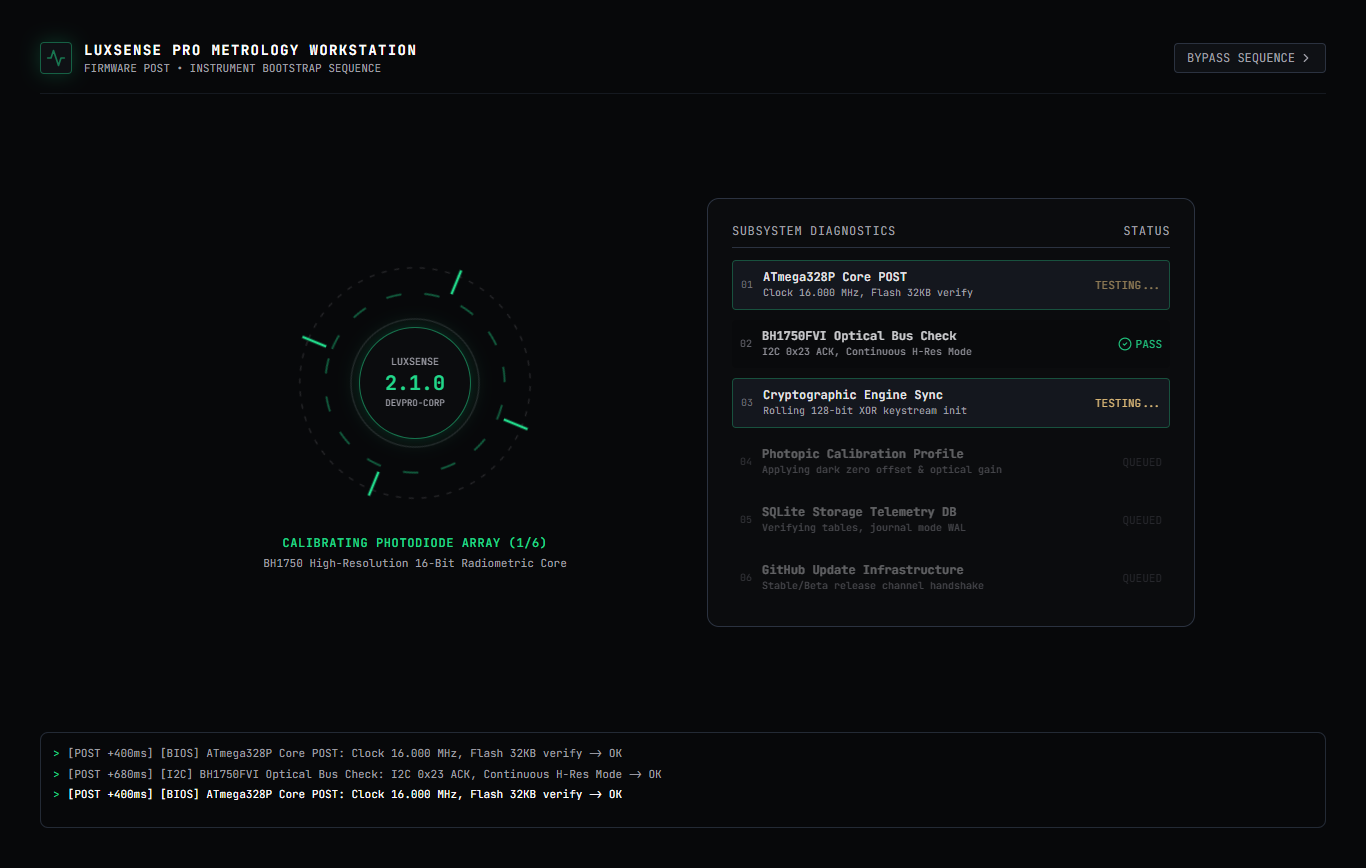 LUXSENSE PRO METROLOGY WORKSTATION
FIRMWARE POST • INSTRUMENT BOOTSTRAP SEQUENCE
BYPASS SEQUENCE >
LUXSENSE
2.1.0
DEVPRO-CORP
CALIBRATING PHOTODIODE ARRAY (1/6)
BH1750 High-Resolution 16-Bit Radiometric Core
SUBSYSTEM DIAGNOSTICS STATUS
01 ATmega328P Core POST TESTING...
Clock 16.000 MHz, Flash 32KB verify
02 BH1750FVI Optical Bus Check PASS
I2C 0x23 ACK, Continuous H-Res Mode
03 Cryptographic Engine Sync TESTING...
Rolling 128-bit XOR keystream init
04 Photopic Calibration Profile QUEUED
Applying dark zero offset & optical gain
05 SQLite Storage Telemetry DB QUEUED
Verifying tables, journal mode WAL
06 GitHub Update Infrastructure QUEUED
Stable/Beta release channel handshake
> [POST +400ms] [BIOS] ATmega328P Core POST: Clock 16.000 MHz, Flash 32KB verify → OK
> [POST +680ms] [I2C] BH1750FVI Optical Bus Check: I2C 0x23 ACK, Continuous H-Res Mode → OK
> [POST +400ms] [BIOS] ATmega328P Core POST: Clock 16.000 MHz, Flash 32KB verify → OK